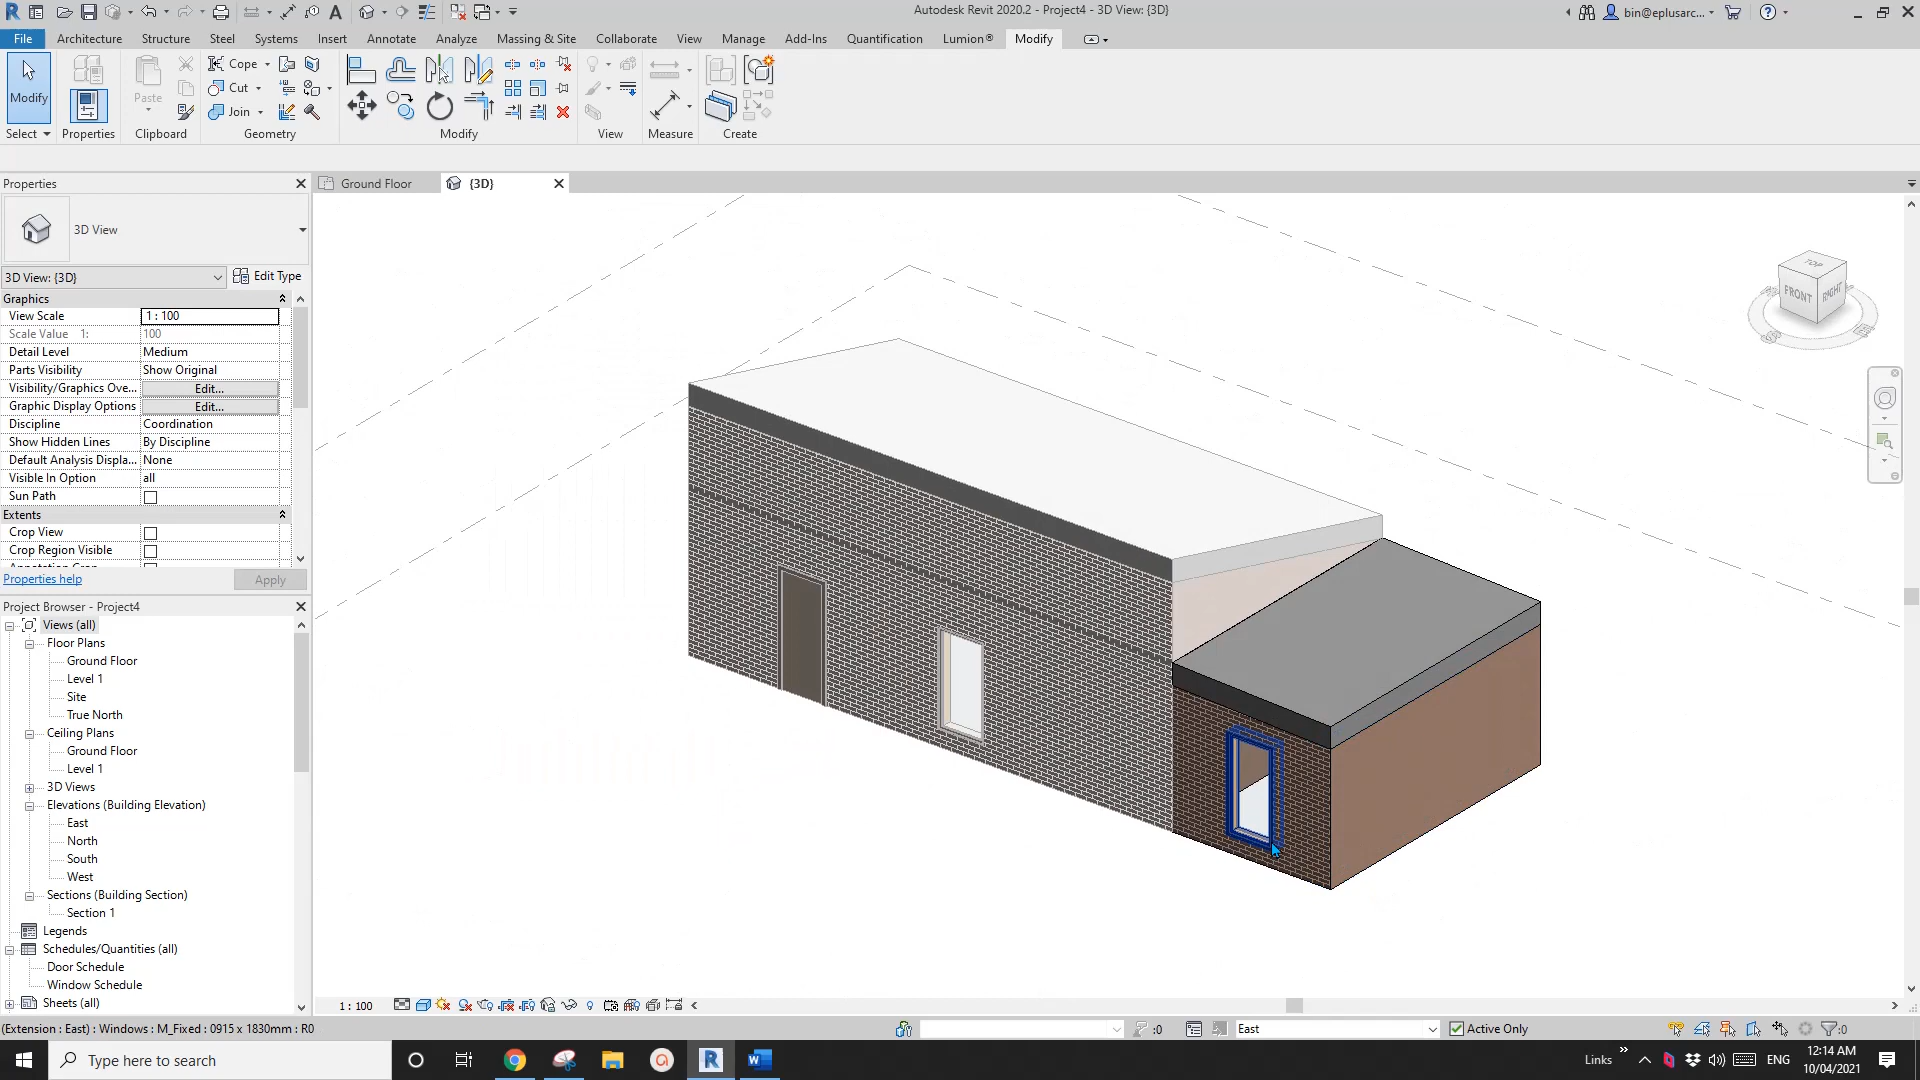 Autodesk Revit 2020.2 - Project4 - 3D View: {3D}
bin@eplusarc...
File
Architecture
Structure
Steel
Systems
Insert
Annotate
Analyze
Massing & Site
Collaborate
View
Manage
Add-Ins
Quantification
Lumion®
Modify
Modify
Paste
Cope
Cut
Join
Select
Properties
Clipboard
Geometry
Modify
View
Measure
Create
Properties
Ground Floor
{3D}
3D View
3D View: {3D}
Edit Type
Graphics
View Scale 1 : 100
Scale Value 1: 100
Detail Level Medium
Parts Visibility Show Original
Visibility/Graphics Ove... Edit...
Graphic Display Options Edit...
Discipline Coordination
Show Hidden Lines By Discipline
Default Analysis Displa... None
Visible In Option all
Sun Path
Extents
Crop View
Crop Region Visible
Properties help
Apply
Project Browser - Project4
Views (all)
Floor Plans
Ground Floor
Level 1
Site
True North
Ceiling Plans
Ground Floor
Level 1
3D Views
Elevations (Building Elevation)
East
North
South
West
Sections (Building Section)
Section 1
Legends
Schedules/Quantities (all)
Door Schedule
Window Schedule
Sheets (all)
TOP
FRONT
RIGHT
1 : 100
(Extension : East) : Windows : M_Fixed : 0915 x 1830mm : R0
:0
East
Active Only
:0
Type here to search
Links
ENG
12:14 AM
10/04/2021